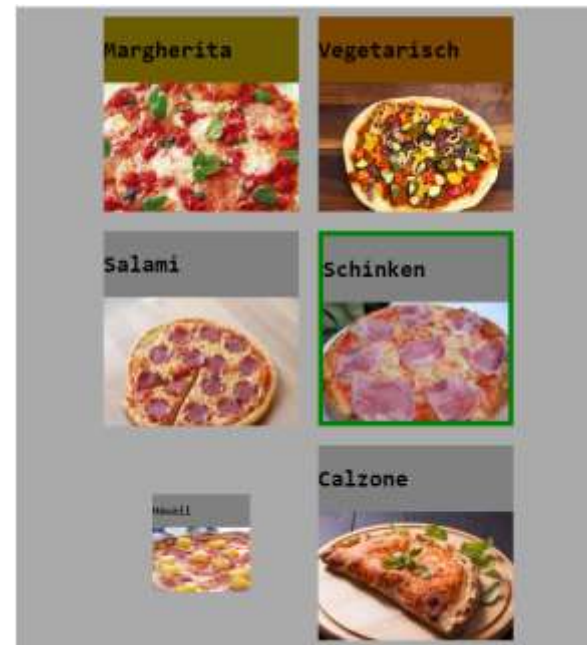 Margherita
Vegetarisch
Salami
Schinken
Hawaii
Calzone